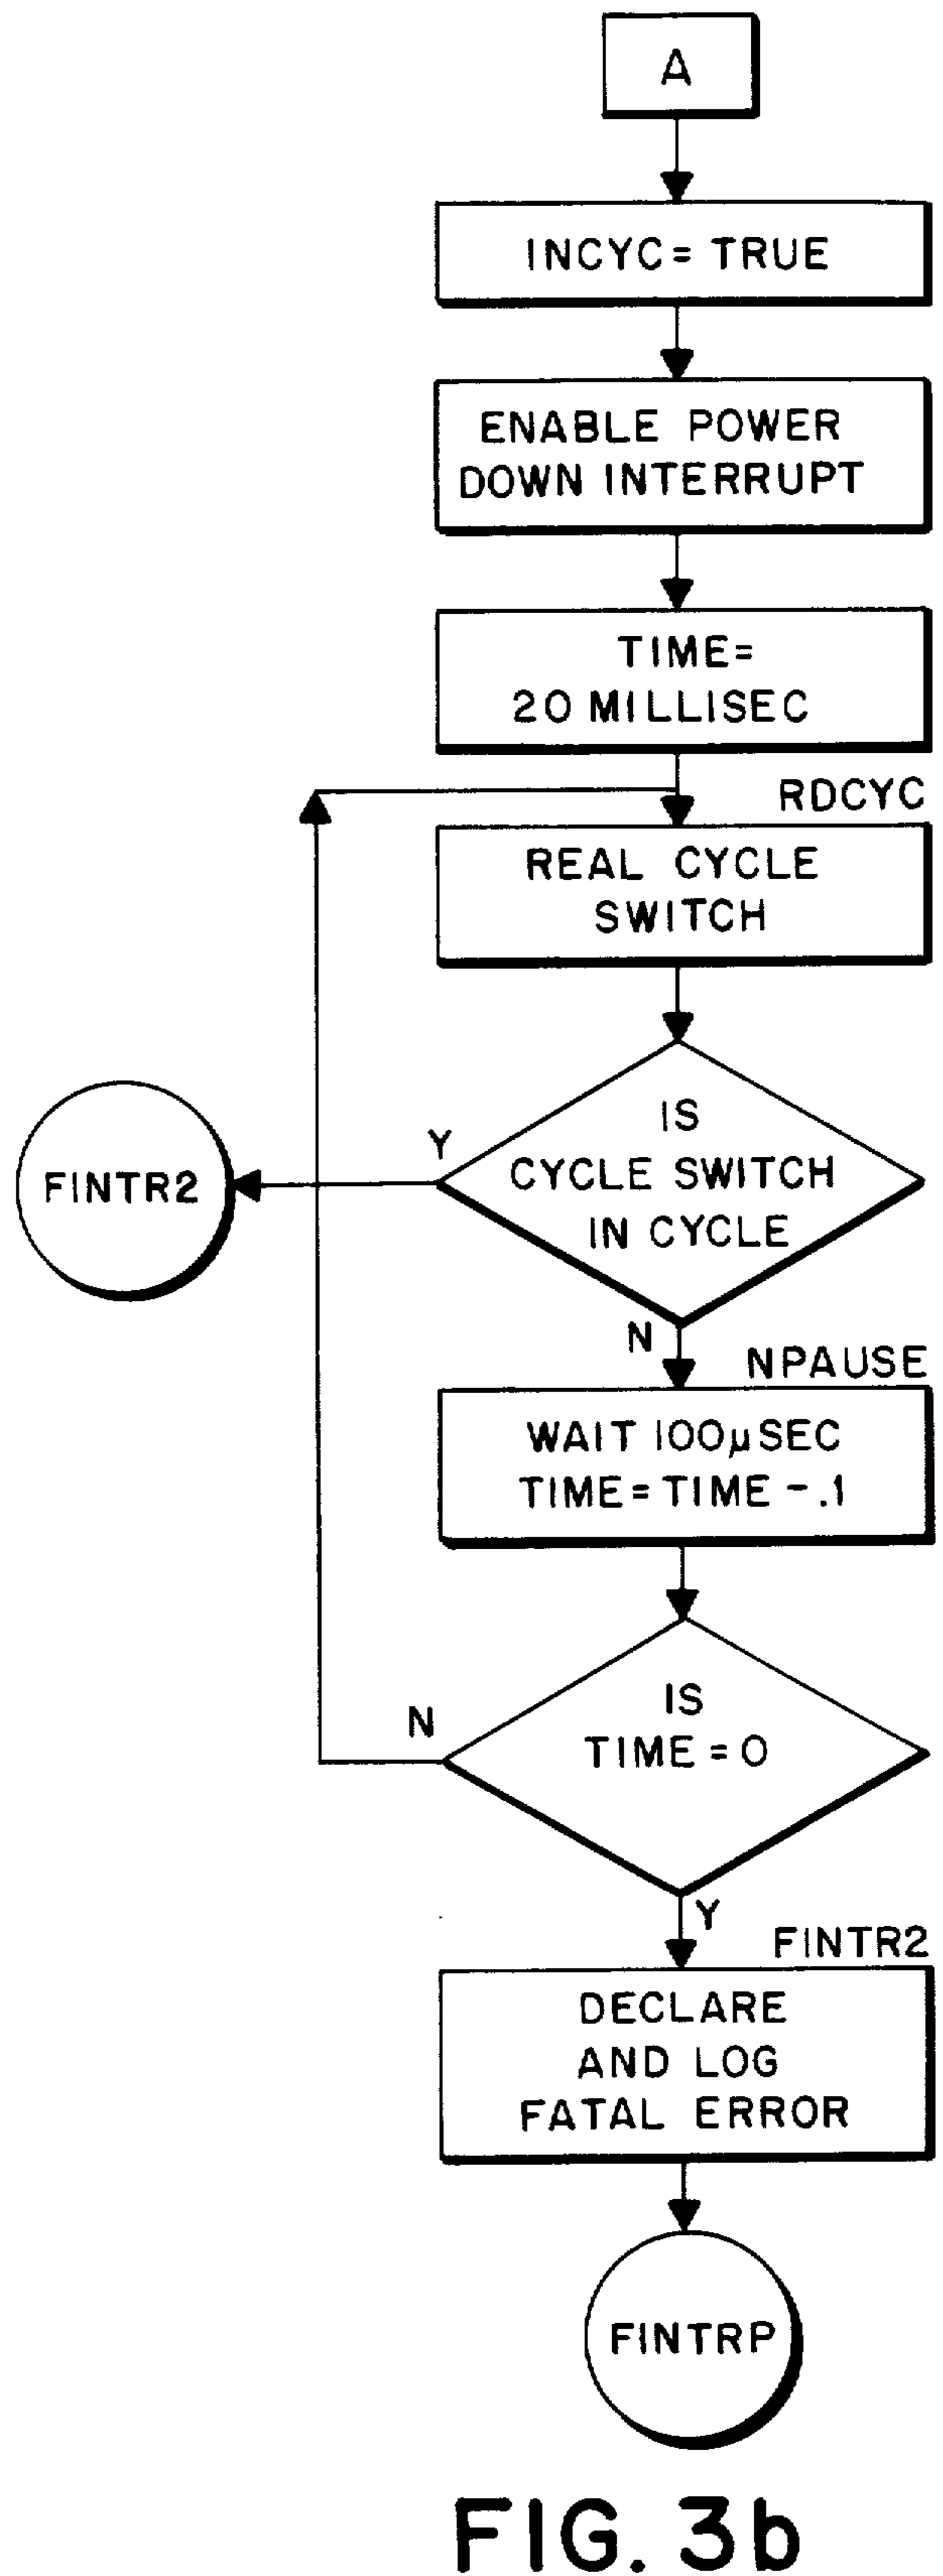 A
INCYC = TRUE
ENABLE POWER
DOWN INTERRUPT
TIME=
20 MILLISEC
RDCYC
REAL CYCLE
SWITCH
IS
CYCLE SWITCH
IN CYCLE
Y
FINTR2
N
NPAUSE
WAIT 100µSEC
TIME = TIME -.1
IS
TIME = 0
N
Y
FINTR2
DECLARE
AND LOG
FATAL ERROR
FINTRP
FIG. 3b